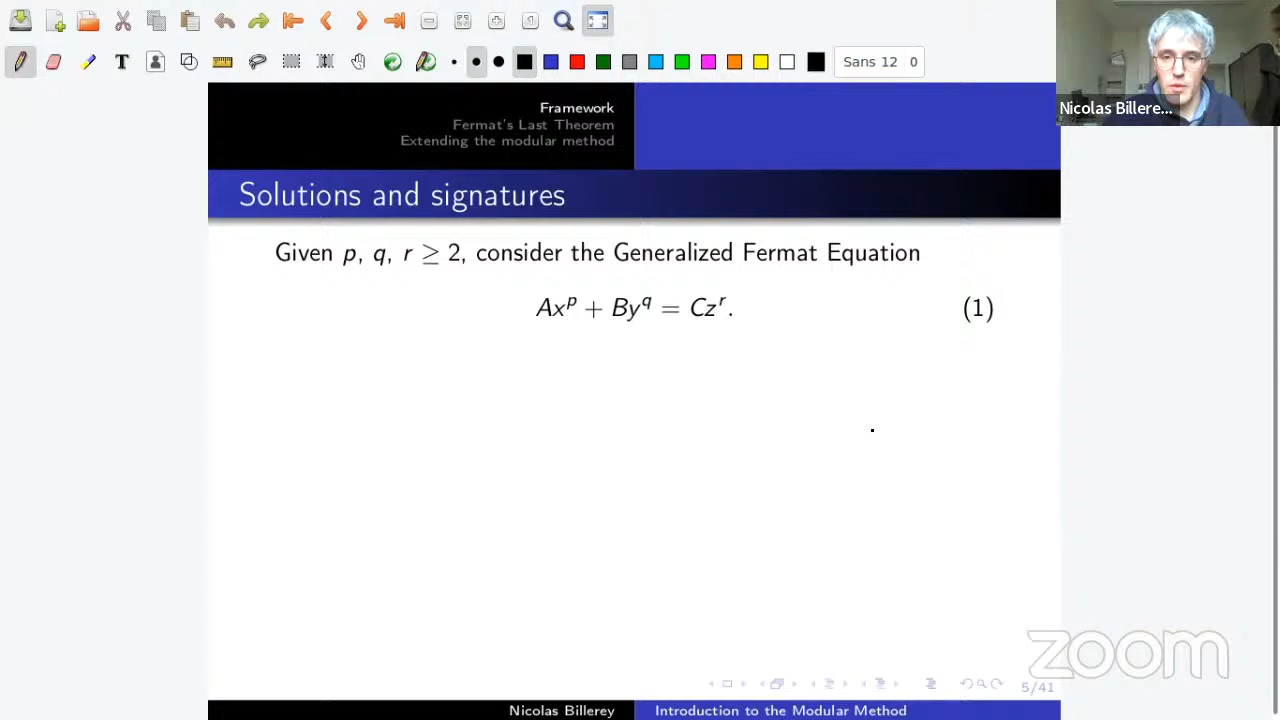 T
Sans 12 0
Nicolas Billere...
Framework
Fermat's Last Theorem
Extending the modular method
Solutions and signatures
Given p, q, r ≥ 2, consider the Generalized Fermat Equation
Ax^p + By^q = Cz^r. (1)
zoom
5/41
Nicolas Billerey Introduction to the Modular Method